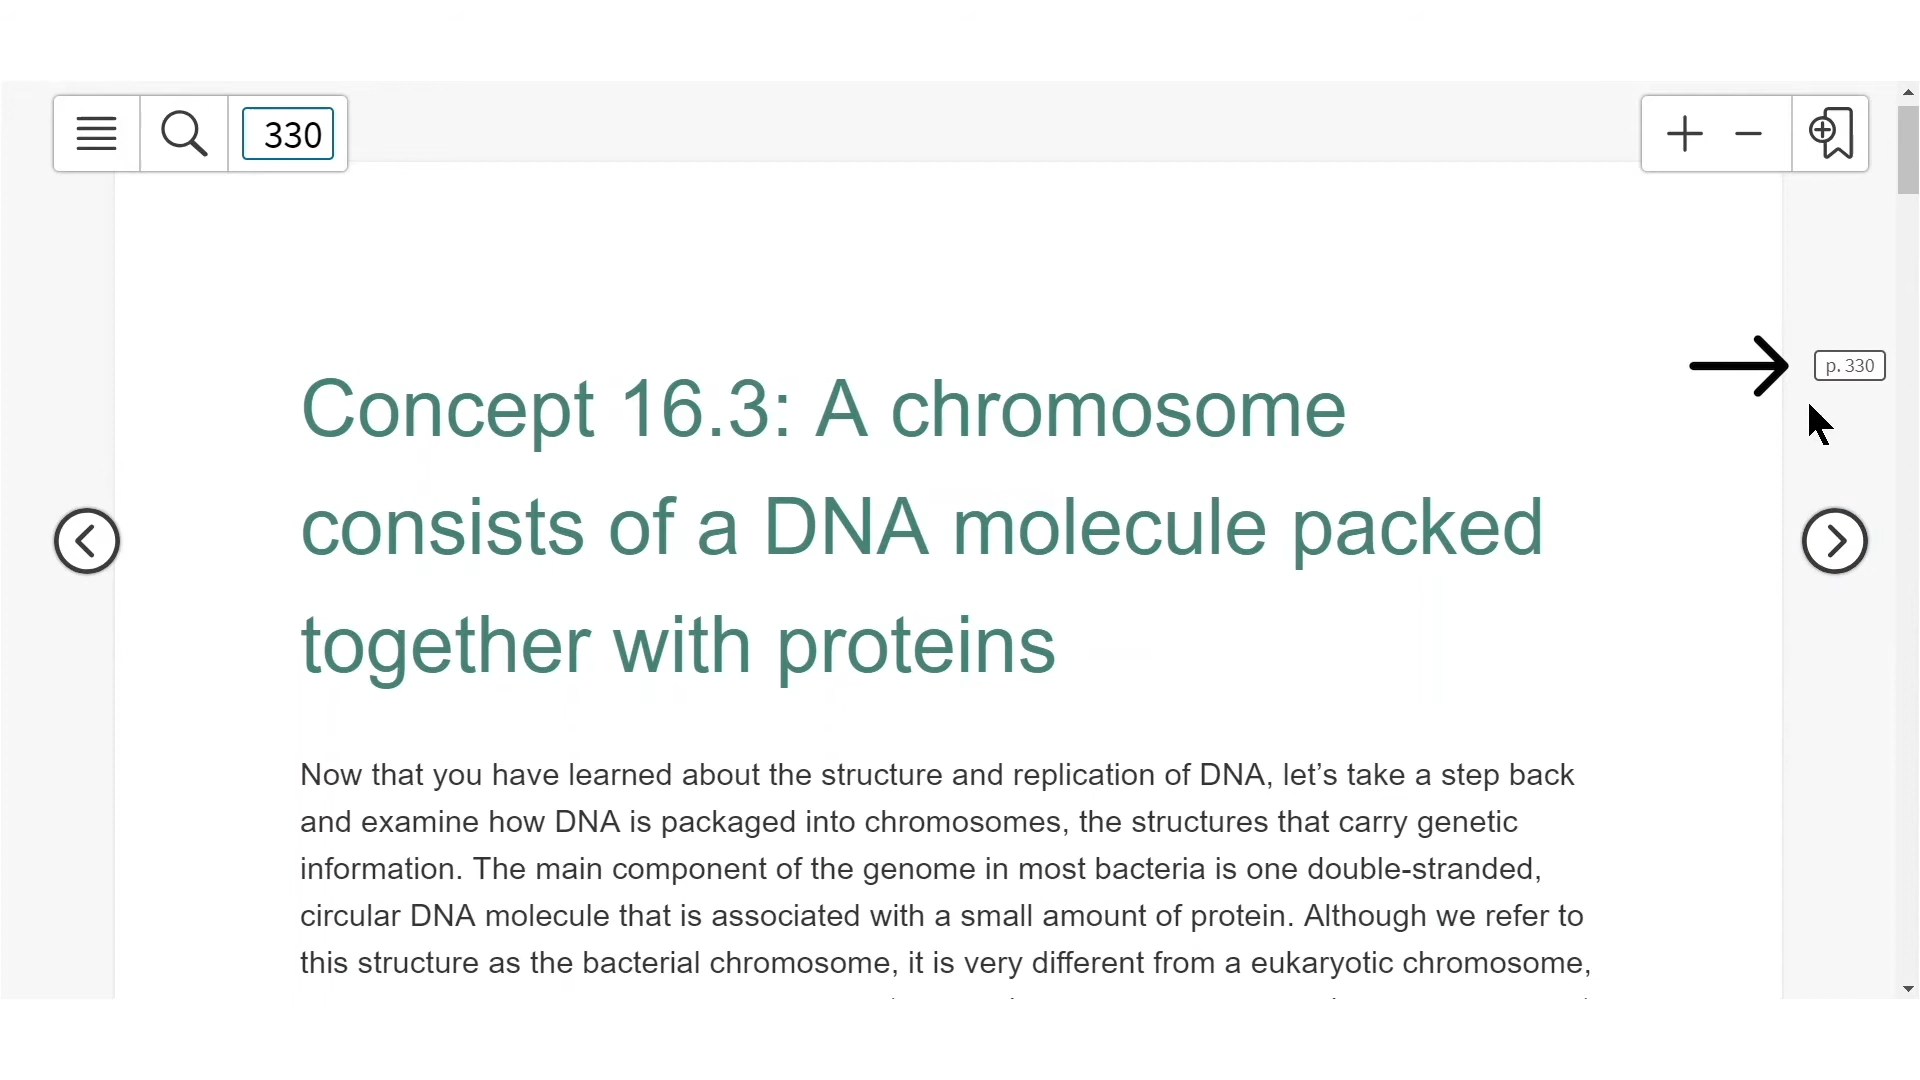 330
p. 330
Concept 16.3: A chromosome
consists of a DNA molecule packed
together with proteins
Now that you have learned about the structure and replication of DNA, let’s take a step back
and examine how DNA is packaged into chromosomes, the structures that carry genetic
information. The main component of the genome in most bacteria is one double-stranded,
circular DNA molecule that is associated with a small amount of protein. Although we refer to
this structure as the bacterial chromosome, it is very different from a eukaryotic chromosome,